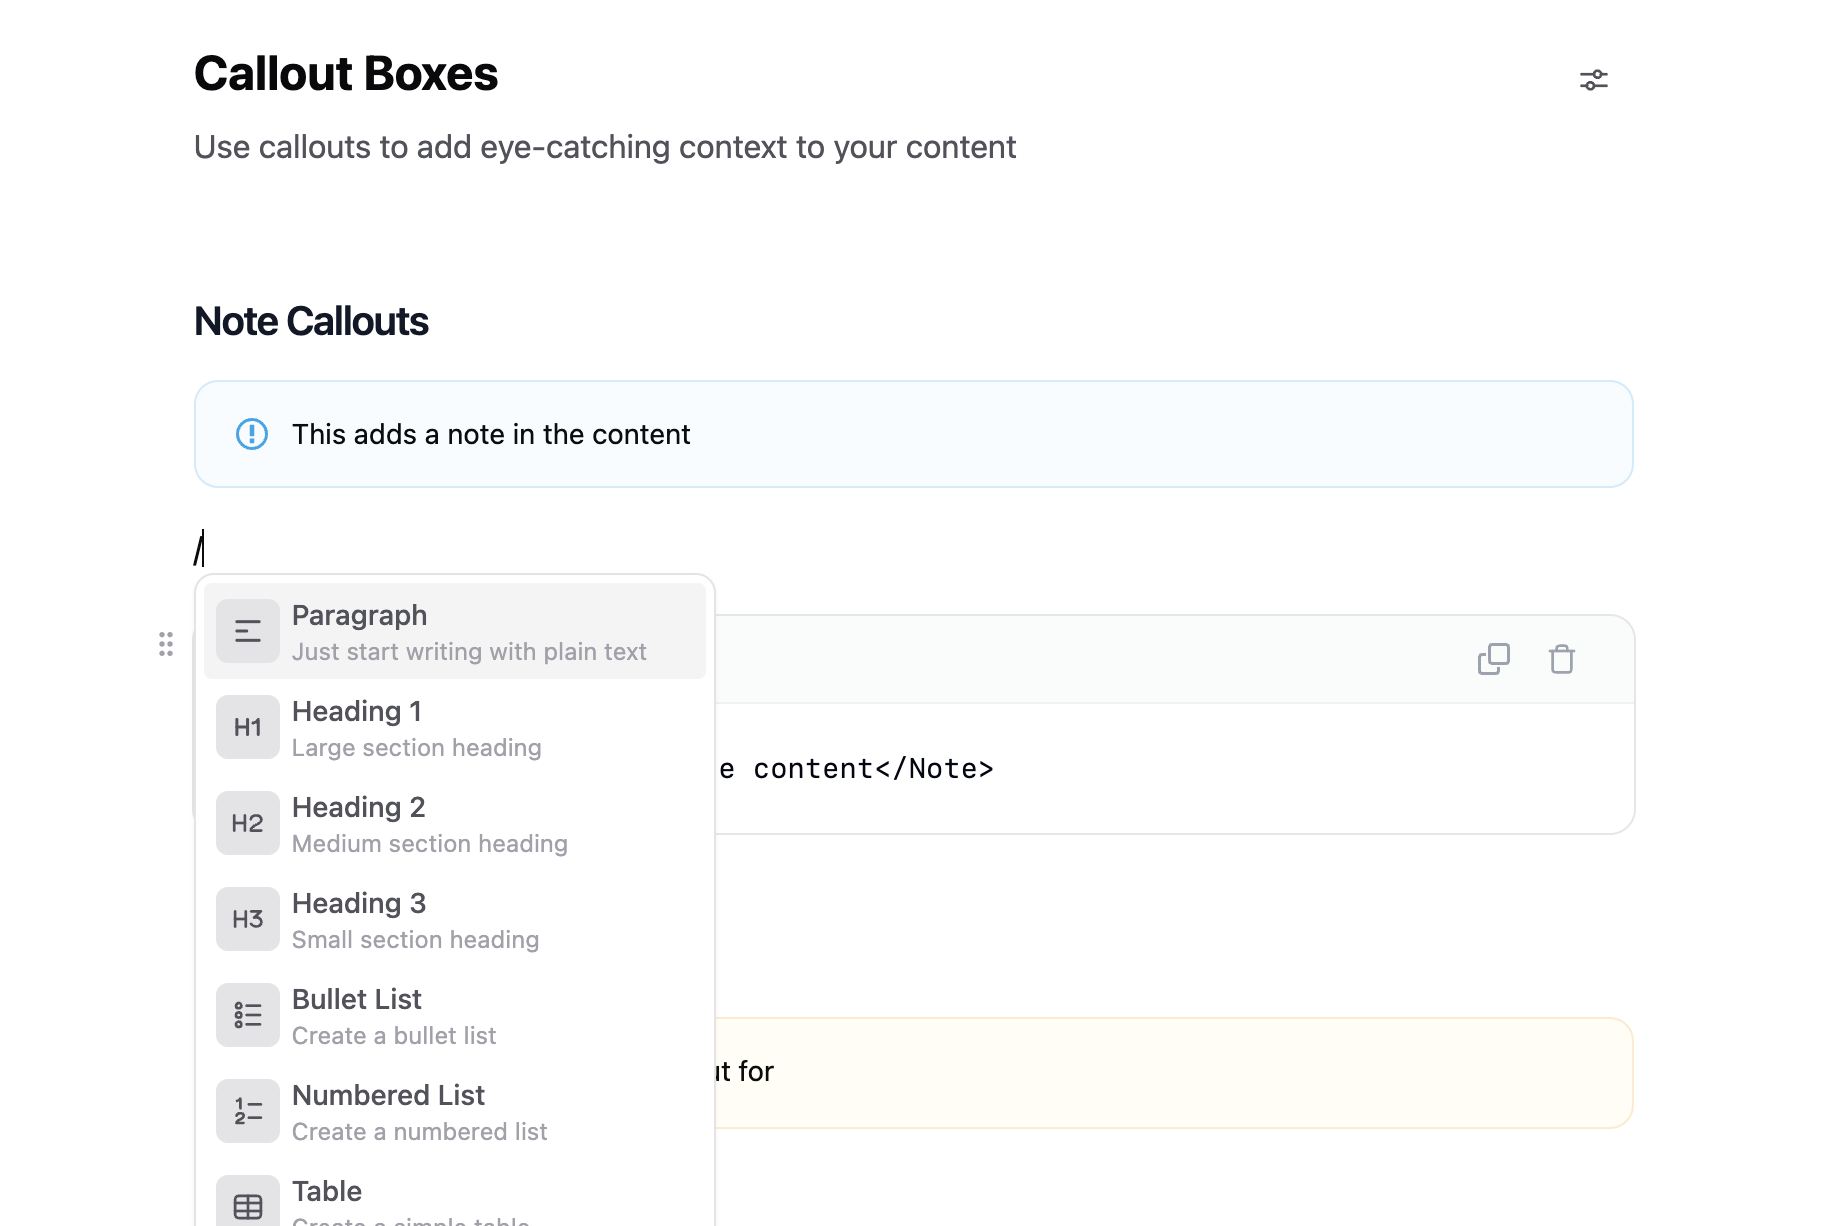 Callout Boxes
Use callouts to add eye-catching context to your content
Note Callouts
This adds a note in the content
/
Paragraph
Just start writing with plain text
H1 Heading 1
Large section heading
e content</Note>
H2 Heading 2
Medium section heading
H3 Heading 3
Small section heading
Bullet List
Create a bullet list
for
Numbered List
Create a numbered list
Table
Create a simple table